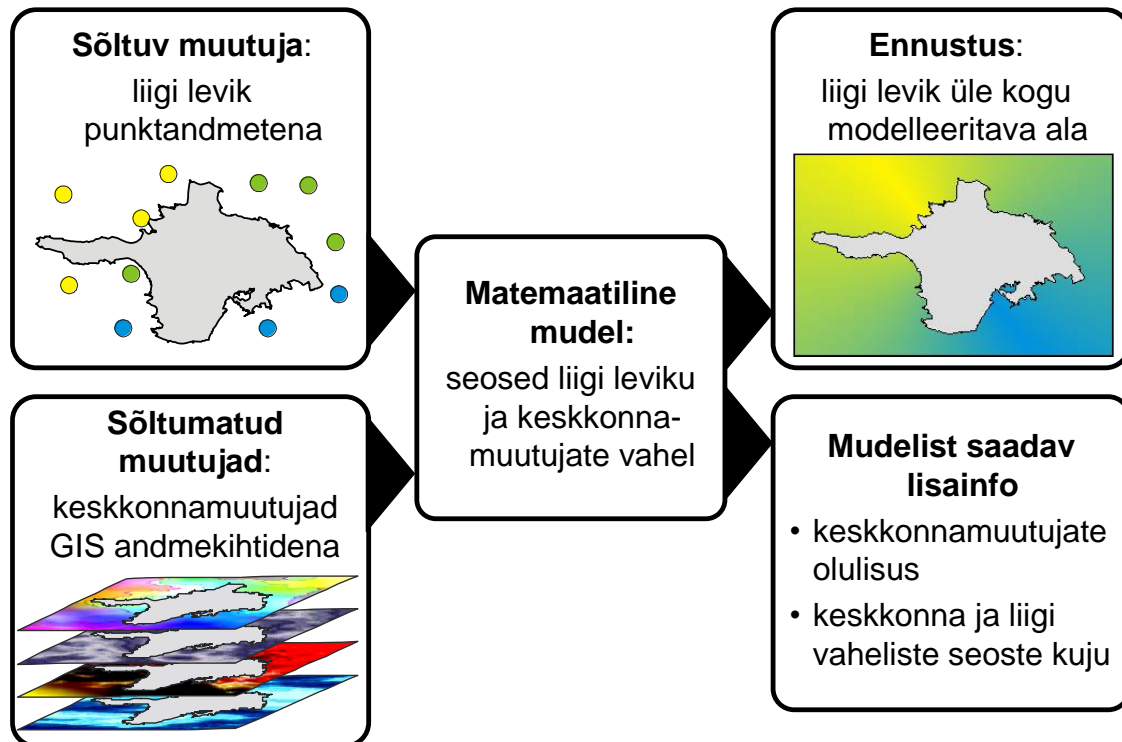 Sõltuv muutuja:
liigi levik
punktandmetena
Sõltumatud
muutujad:
keskkonnamuutujad
GIS andmekihtidena
Matemaatiline
mudel:
seosed liigi leviku
ja keskkonna-
muutujate vahel
Ennustus:
liigi levik üle kogu
modelleeritava ala
Mudelist saadav
lisainfo
• keskkonnamuutujate
olulisus
• keskkonna ja liigi
vaheliste seoste kuju